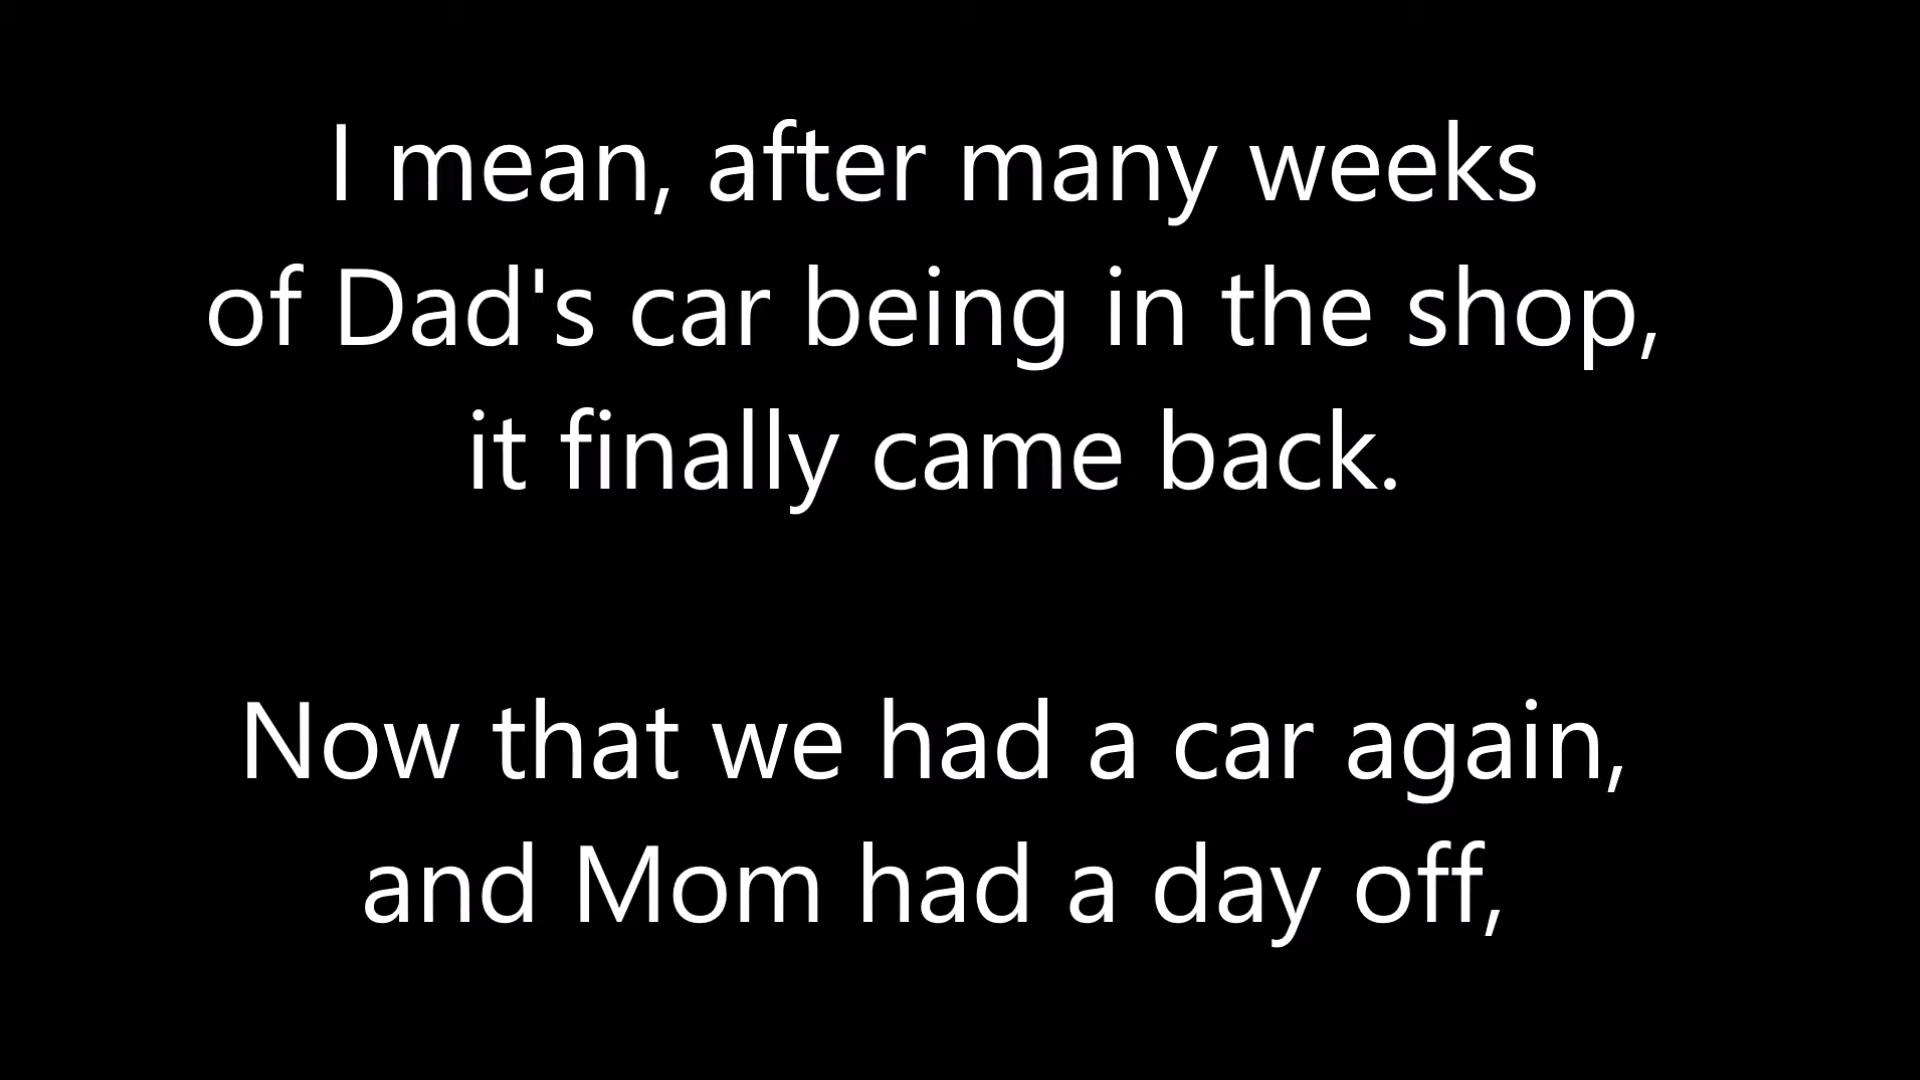 I mean, after many weeks
of Dad's car being in the shop,
it finally came back.
Now that we had a car again,
and Mom had a day off,